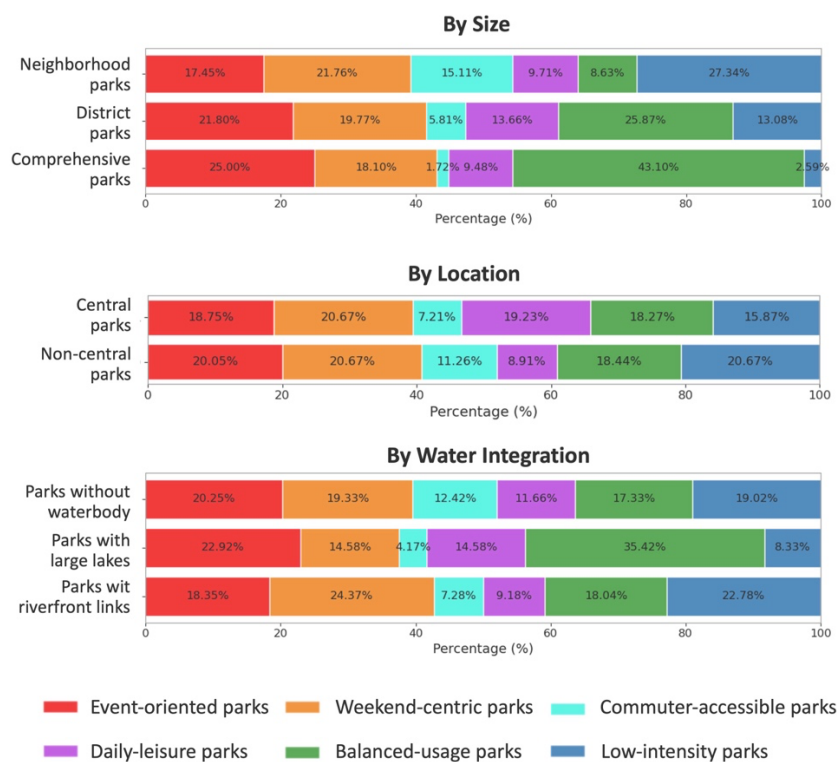 By Size
Neighborhood
parks
17.45% 21.76% 15.11% 9.71% 8.63% 27.34%
District
parks
21.80% 19.77% 5.81% 13.66% 25.87% 13.08%
Comprehensive
parks
25.00% 18.10% 1.72% 9.48% 43.10% 2.59%
0 20 40 60 80 100
Percentage (%)
By Location
Central
parks
18.75% 20.67% 7.21% 19.23% 18.27% 15.87%
Non-central
parks
20.05% 20.67% 11.26% 8.91% 18.44% 20.67%
0 20 40 60 80 100
Percentage (%)
By Water Integration
Parks without
waterbody
20.25% 19.33% 12.42% 11.66% 17.33% 19.02%
Parks with
large lakes
22.92% 14.58% 4.17% 14.58% 35.42% 8.33%
Parks wit
riverfront links
18.35% 24.37% 7.28% 9.18% 18.04% 22.78%
0 20 40 60 80 100
Percentage (%)
Event-oriented parks Weekend-centric parks Commuter-accessible parks
Daily-leisure parks Balanced-usage parks Low-intensity parks